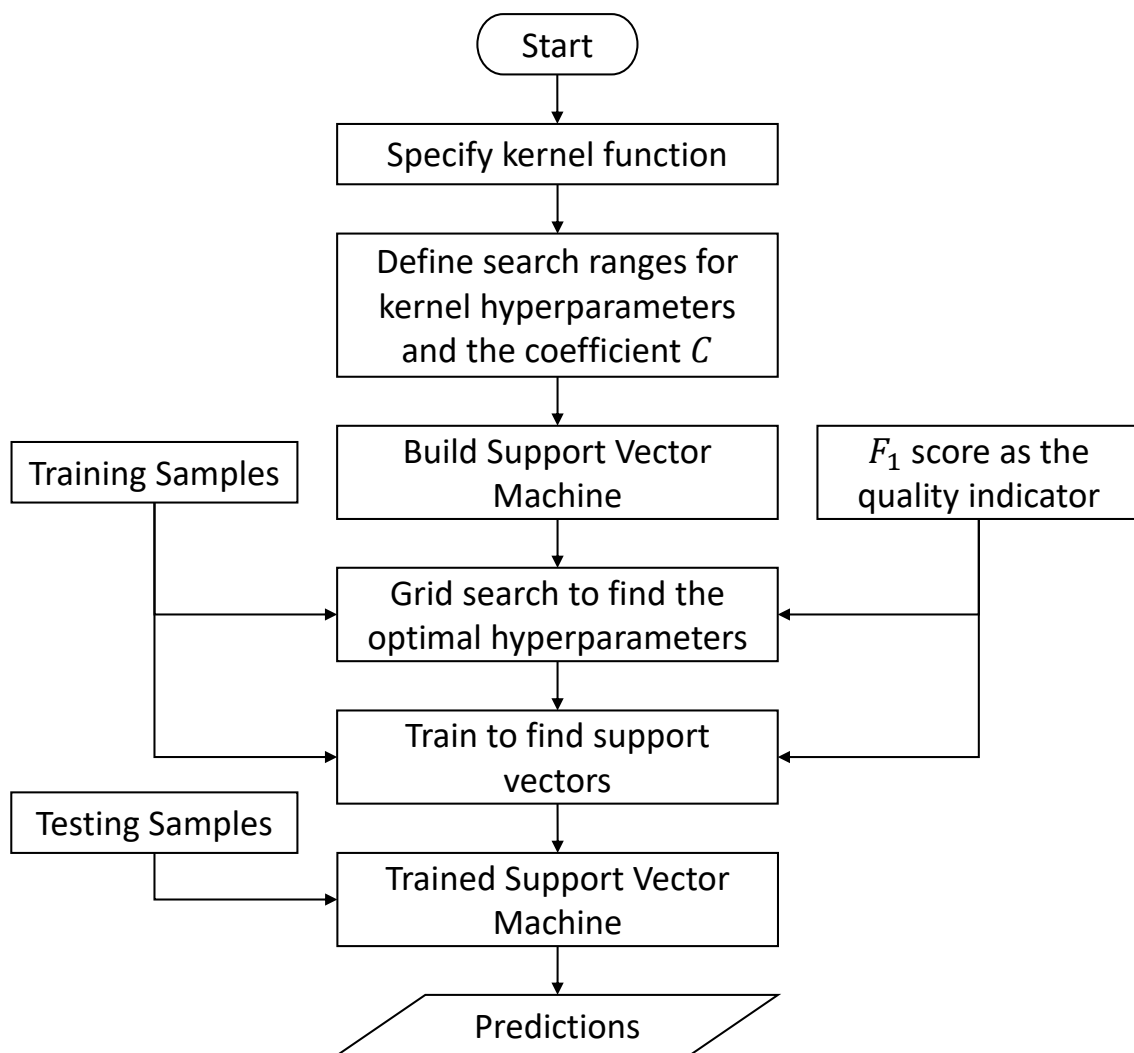 Start
Specify kernel function
Define search ranges for
kernel hyperparameters
and the coefficient C
Build Support Vector
Machine
Training Samples
F₁ score as the
quality indicator
Grid search to find the
optimal hyperparameters
Train to find support
vectors
Testing Samples
Trained Support Vector
Machine
Predictions